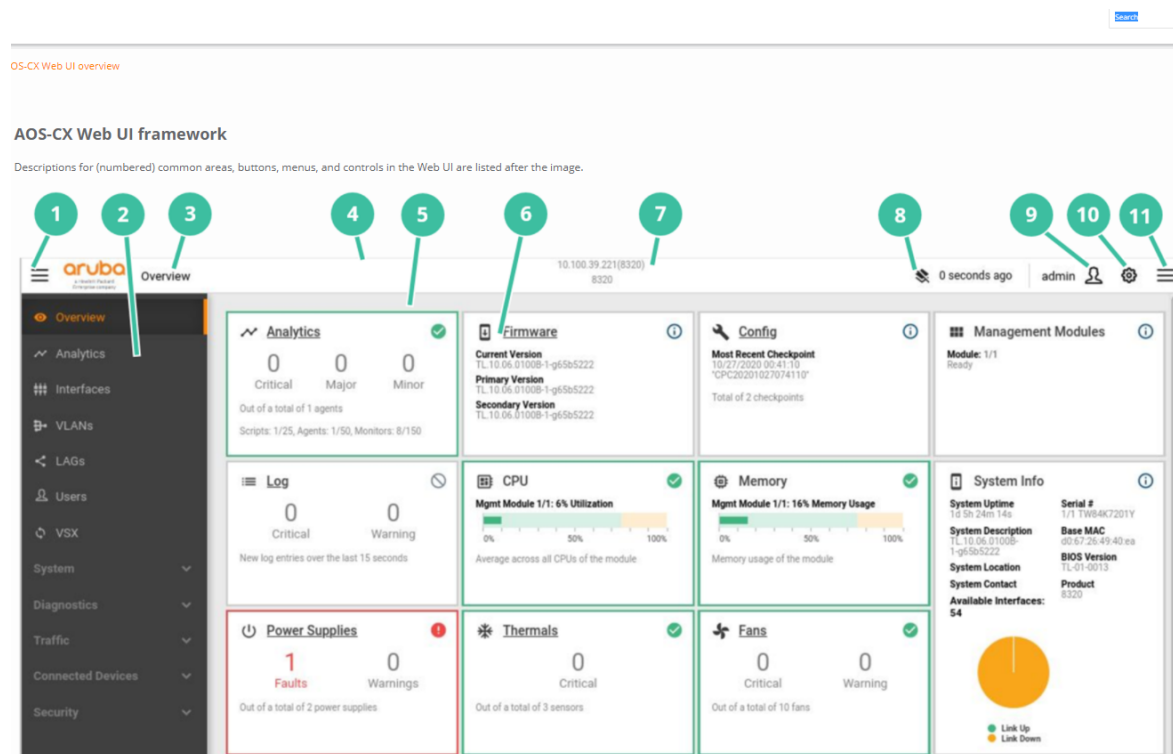 Search
OS-CX Web UI overview
AOS-CX Web UI framework
Descriptions for (numbered) common areas, buttons, menus, and controls in the Web UI are listed after the image.
1 2 3 4 5 6 7 8 9 10 11
aruba
a Hewlett Packard
Enterprise company
Overview
10.100.39.221(8320)
8320
0 seconds ago
admin
Overview
Analytics
Interfaces
VLANs
LAGs
Users
VSX
System
Diagnostics
Traffic
Connected Devices
Security
Analytics
0 0 0
Critical Major Minor
Out of a total of 1 agents
Scripts: 1/25, Agents: 1/50, Monitors: 8/150
Firmware
Current Version
TL.10.06.0100B-1-g65b5222
Primary Version
TL.10.06.0100B-1-g65b5222
Secondary Version
TL.10.06.0100B-1-g65b5222
Config
Most Recent Checkpoint
10/27/2020 00:41:10
"CPC20201027074110"
Total of 2 checkpoints
Management Modules
Module: 1/1
Ready
Log
0 0
Critical Warning
New log entries over the last 15 seconds
CPU
Mgmt Module 1/1: 6% Utilization
0% 50% 100%
Average across all CPUs of the module
Memory
Mgmt Module 1/1: 16% Memory Usage
0% 50% 100%
Memory usage of the module
System Info
System Uptime
1d 5h 24m 14s
System Description
TL.10.06.0100B-
1-g65b5222
System Location
System Contact
Available Interfaces:
54
Serial #
1/1 TW84K7201Y
Base MAC
d0:67:26:49:40:ea
BIOS Version
TL-01-0013
Product
8320
Link Up
Link Down
Power Supplies
1 0
Faults Warnings
Out of a total of 2 power supplies
Thermals
0
Critical
Out of a total of 3 sensors
Fans
0 0
Critical Warning
Out of a total of 10 fans